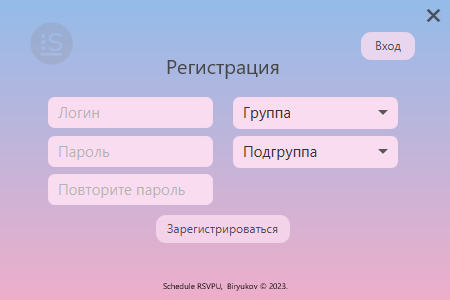 Вход
Регистрация
Логин
Группа
Пароль
Подгруппа
Повторите пароль
Зарегистрироваться
Schedule RSVPU, Biryukov © 2023.